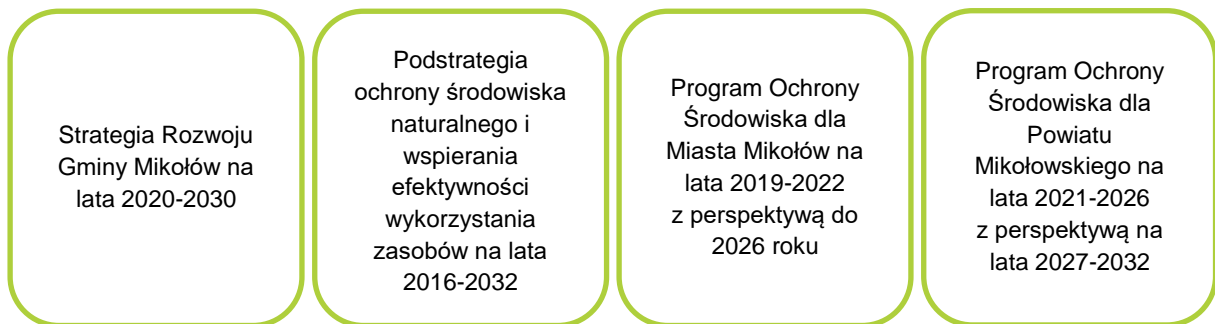 Strategia Rozwoju
Gminy Mikołów na
lata 2020-2030
Podstrategia
ochrony środowiska
naturalnego i
wspierania
efektywności
wykorzystania
zasobów na lata
2016-2032
Program Ochrony
Środowiska dla
Miasta Mikołów na
lata 2019-2022
z perspektywą do
2026 roku
Program Ochrony
Środowiska dla
Powiatu
Mikołowskiego na
lata 2021-2026
z perspektywą na
lata 2027-2032